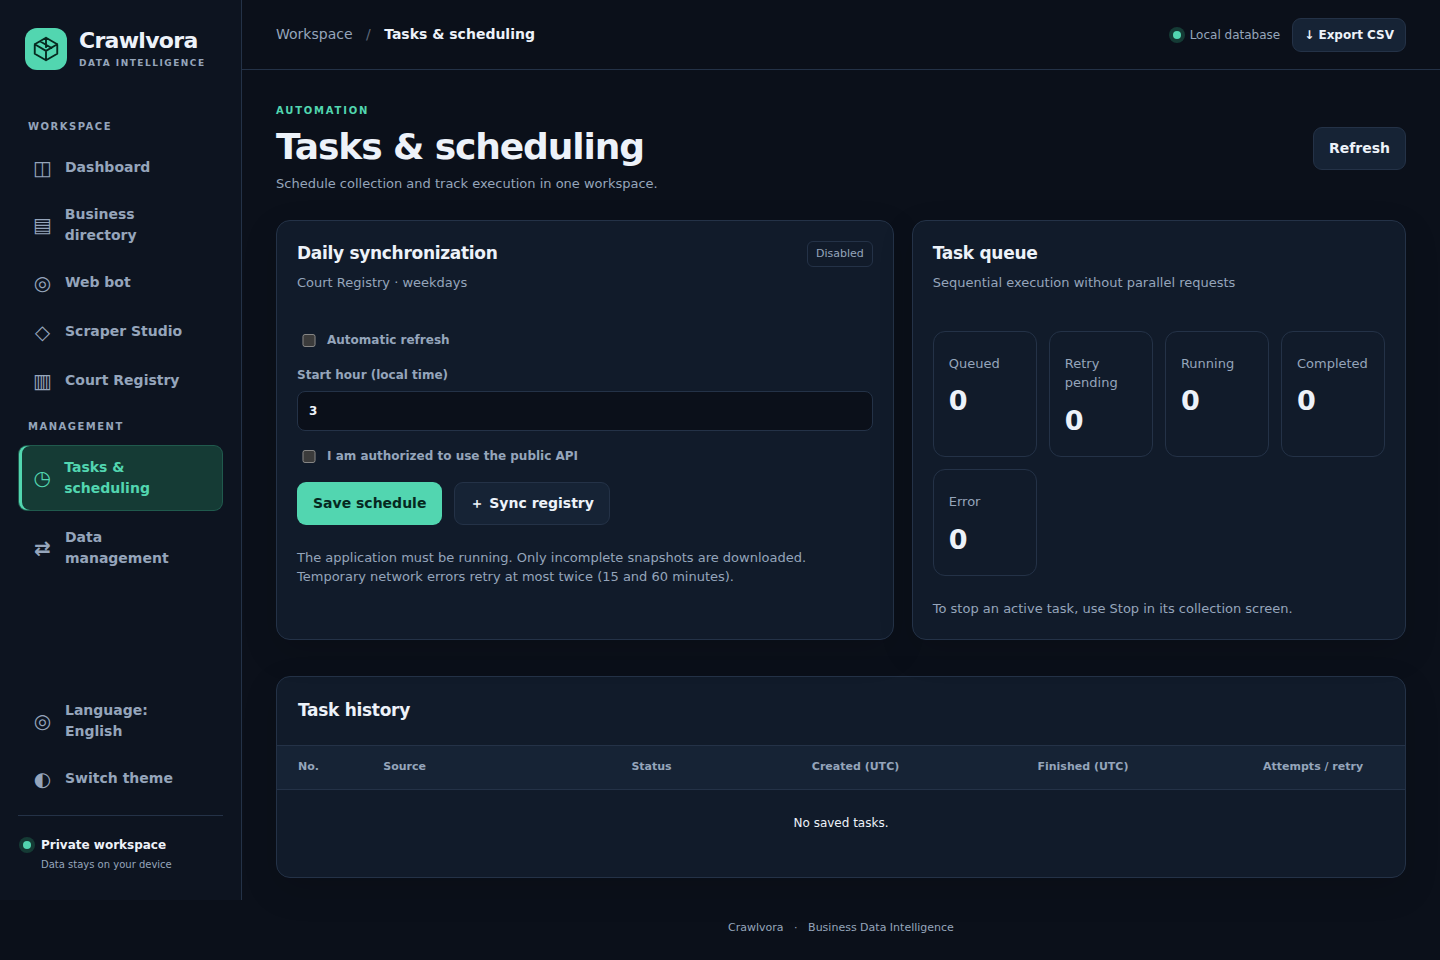 Crawlvora
DATA INTELLIGENCE
WORKSPACE
Dashboard
Business
directory
Web bot
Scraper Studio
Court Registry
MANAGEMENT
Tasks &
scheduling
Data
management
Language:
English
Switch theme
Private workspace
Data stays on your device
Workspace / Tasks & scheduling
Local database
↓ Export CSV
AUTOMATION
Tasks & scheduling
Schedule collection and track execution in one workspace.
Refresh
Daily synchronization
Disabled
Court Registry · weekdays
Automatic refresh
Start hour (local time)
3
I am authorized to use the public API
Save schedule
+ Sync registry
The application must be running. Only incomplete snapshots are downloaded.
Temporary network errors retry at most twice (15 and 60 minutes).
Task queue
Sequential execution without parallel requests
Queued
0
Retry
pending
0
Running
0
Completed
0
Error
0
To stop an active task, use Stop in its collection screen.
Task history
No. Source Status Created (UTC) Finished (UTC) Attempts / retry
No saved tasks.
Crawlvora · Business Data Intelligence